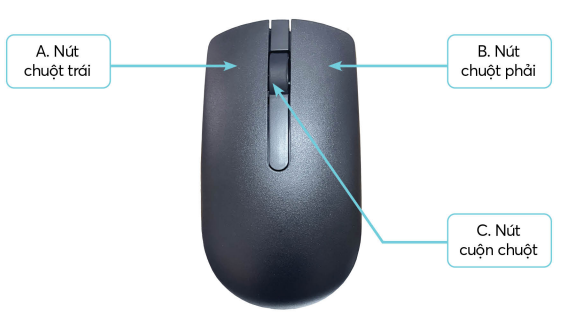 A. Nút
chuột trái
B. Nút
chuột phải
C. Nút
cuộn chuột